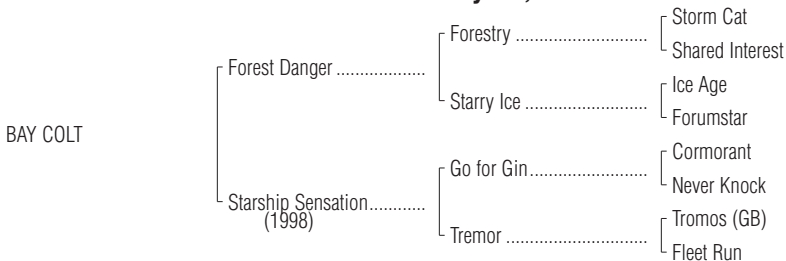 Storm Cat
Forestry ..............................
Shared Interest
Forest Danger ....................
Ice Age
Starry Ice ............................
Forumstar
BAY COLT
Cormorant
Go for Gin...........................
Never Knock
Starship Sensation............
(1998)
Tromos (GB)
Tremor ................................
Fleet Run